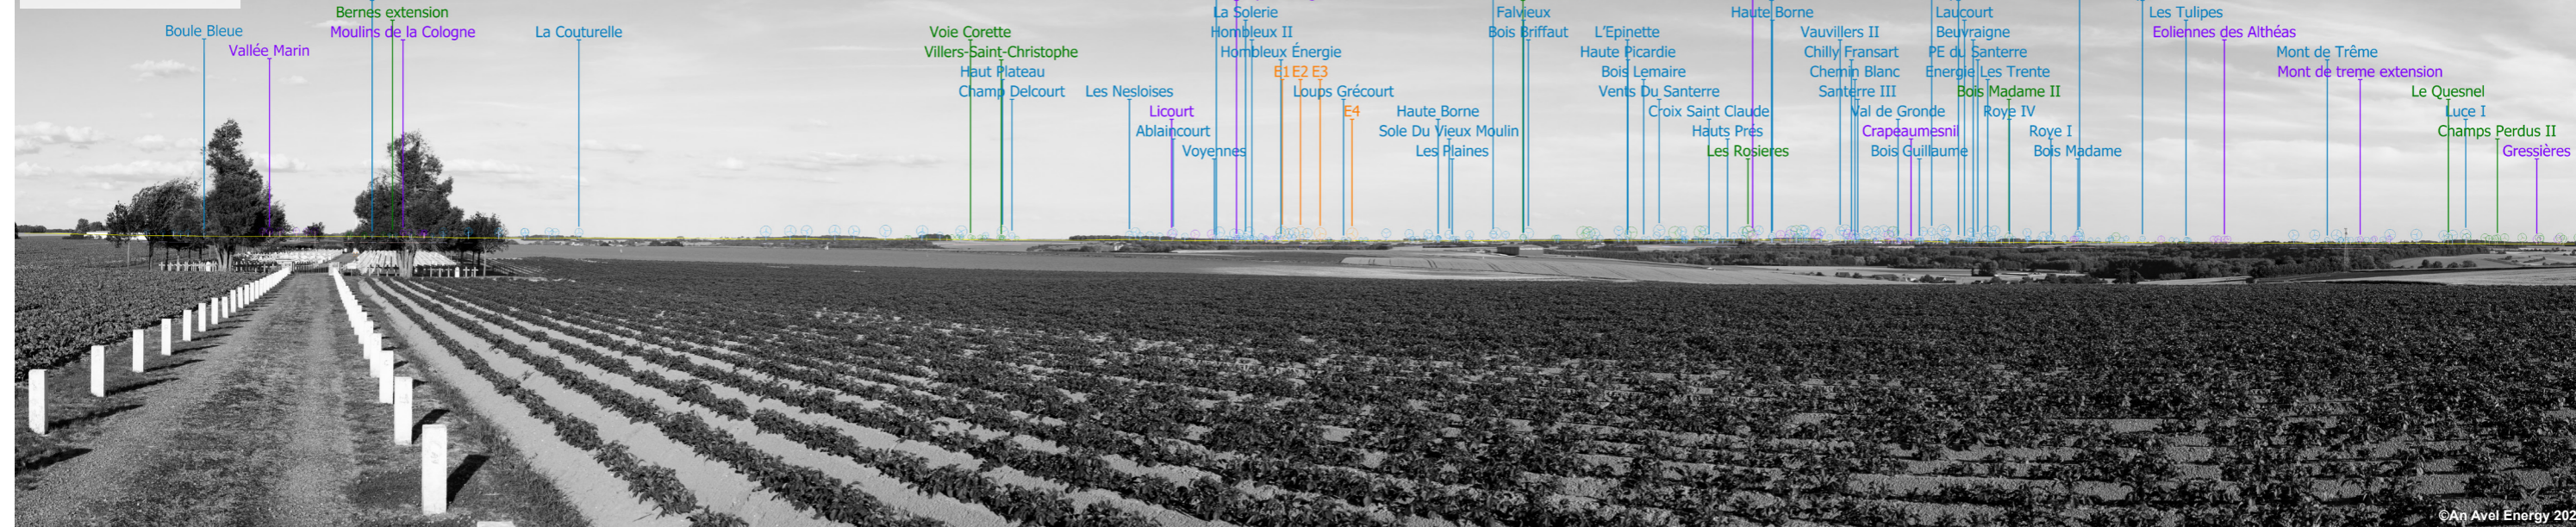 Bernes extension
La Solerie
Falvieux
Haute Borne
Laucourt
Les Tulipes
Boule Bleue
Moulins de la Cologne
La Couturelle
Voie Corette
Hombleux II
Bois Briffaut
L'Epinette
Vauvillers II
Beuvraigne
Eoliennes des Althéas
Vallée Marin
Villers-Saint-Christophe
Hombleux Énergie
Haute Picardie
Chilly Fransart
PE du Santerre
Mont de Trême
Haut Plateau
E1 E2 E3
Bois Lemaire
Chemin Blanc
Energie Les Trente
Mont de treme extension
Champ Delcourt
Les Nesloises
Loups Grécourt
Vents Du Santerre
Santerre III
Bois Madame II
Le Quesnel
Licourt
E4
Haute Borne
Croix Saint Claude
Val de Gronde
Roye IV
Luce I
Ablaincourt
Sole Du Vieux Moulin
Hauts Prés
Crapeaumesnil
Roye I
Champs Perdus II
Voyennes
Les Plaines
Les Rosieres
Bois Guillaume
Bois Madame
Gressières
©An Avel Energy 202